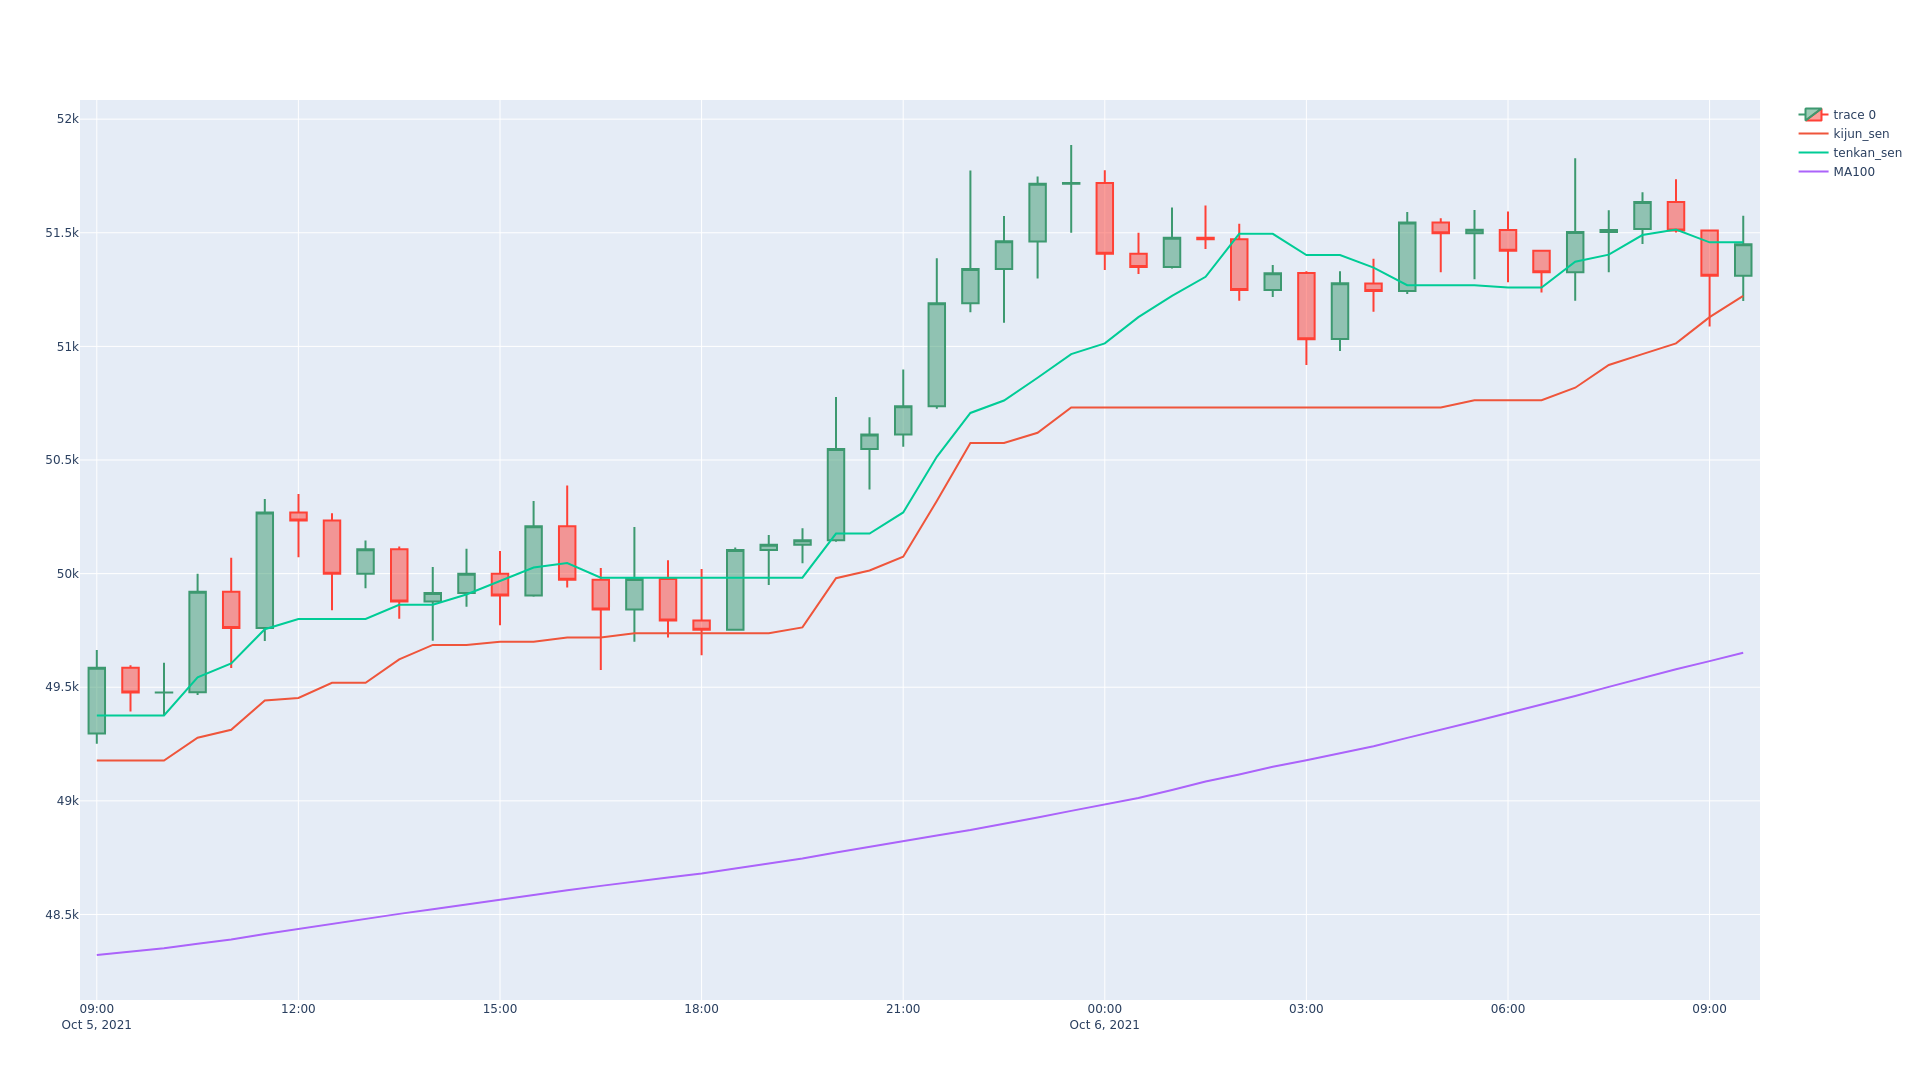 52k
51.5k
51k
50.5k
50k
49.5k
49k
48.5k
09:00 12:00 15:00 18:00 21:00 00:00 03:00 06:00 09:00
Oct 5, 2021 Oct 6, 2021
trace 0
kijun_sen
tenkan_sen
MA100